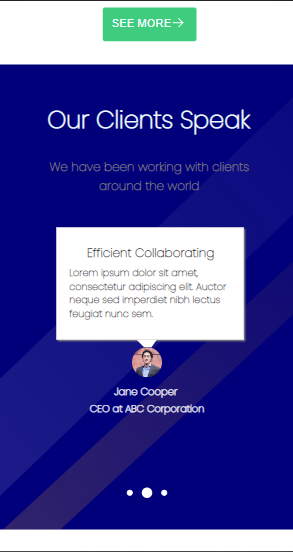 SEE MORE
Our Clients Speak
We have been working with clients
around the world
Efficient Collaborating
Lorem ipsum dolor sit amet,
consectetur adipiscing elit. Auctor
neque sed imperdiet nibh lectus
feugiat nunc sem.
Jane Cooper
CEO at ABC Corporation